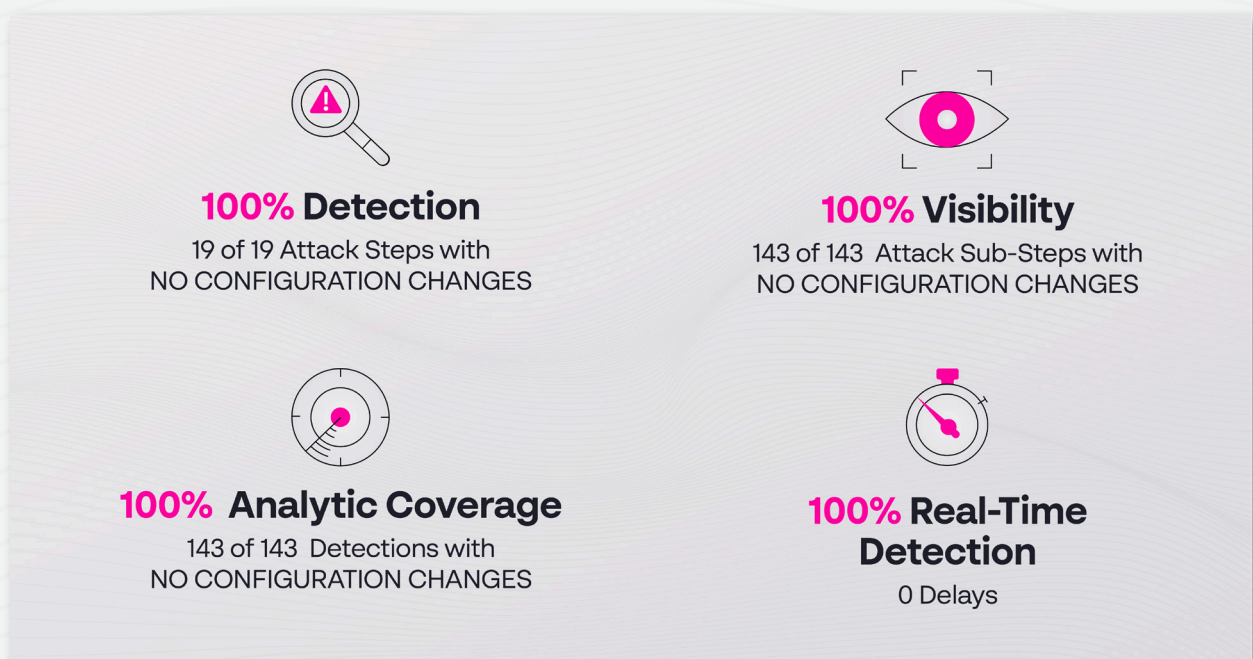 100% Detection
19 of 19 Attack Steps with
NO CONFIGURATION CHANGES
100% Visibility
143 of 143 Attack Sub-Steps with
NO CONFIGURATION CHANGES
100% Analytic Coverage
143 of 143 Detections with
NO CONFIGURATION CHANGES
100% Real-Time
Detection
0 Delays